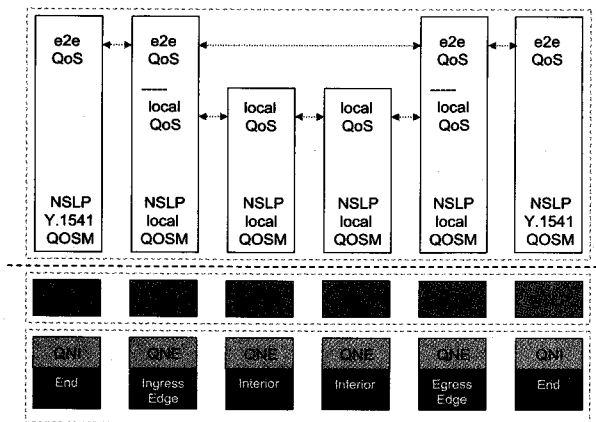 e2e QoS
e2e QoS
e2e QoS
e2e QoS
local QoS
local QoS
local QoS
local QoS
NSLP Y.1541 QOSM
NSLP local QOSM
NSLP local QOSM
NSLP local QOSM
NSLP local QOSM
NSLP Y.1541 QOSM
QNI
QNE
QNE
QNE
QNE
QNI
End
Ingress Edge
Interior
Interior
Egress Edge
End